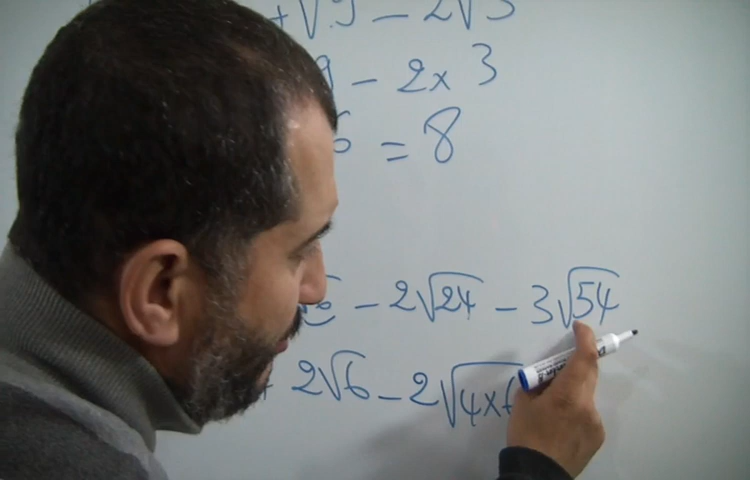 +√9 - 2√3
9 - 2x3
6 = 8
- 2√24 - 3√54
+ 2√6 - 2√4x6